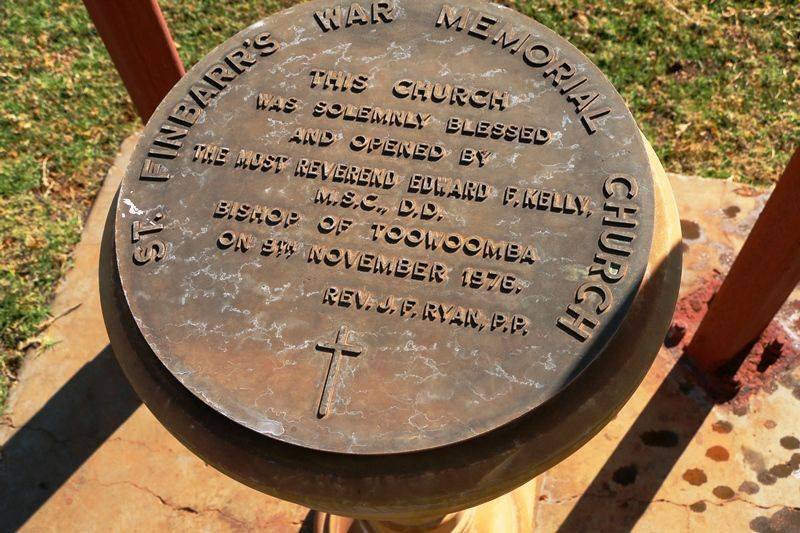 ST. FINBARR'S WAR MEMORIAL CHURCH
THIS CHURCH
WAS SOLEMNLY BLESSED
AND OPENED BY
THE MOST REVEREND EDWARD F. KELLY,
M.S.C., D.D.
BISHOP OF TOOWOOMBA
ON 9TH NOVEMBER 1976.
REV. J. F. RYAN, P.P.